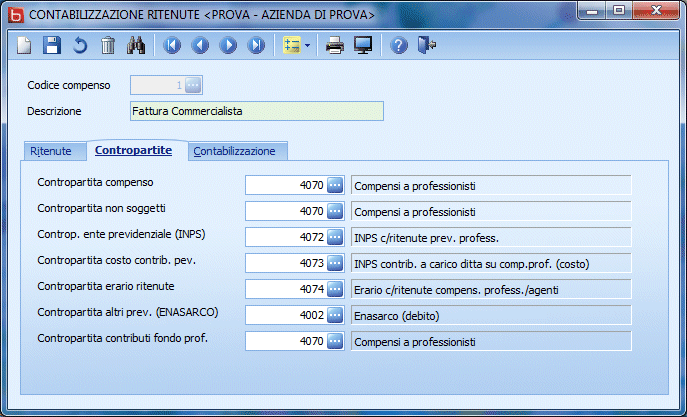 CONTABILIZZAZIONE RITENUTE <PROVA - AZIENDA DI PROVA>
Codice compenso 1
Descrizione Fattura Commercialista
Ritenute Contropartite Contabilizzazione
Contropartita compenso 4070 Compensi a professionisti
Contropartita non soggetti 4070 Compensi a professionisti
Controp. ente previdenziale (INPS) 4072 INPS c/ritenute prev. profess.
Contropartita costo contrib. pev. 4073 INPS contrib. a carico ditta su comp.prof. (costo)
Contropartita erario ritenute 4074 Erario c/ritenute compens. profess./agenti
Contropartita altri prev. (ENASARCO) 4002 Enasarco (debito)
Contropartita contributi fondo prof. 4070 Compensi a professionisti